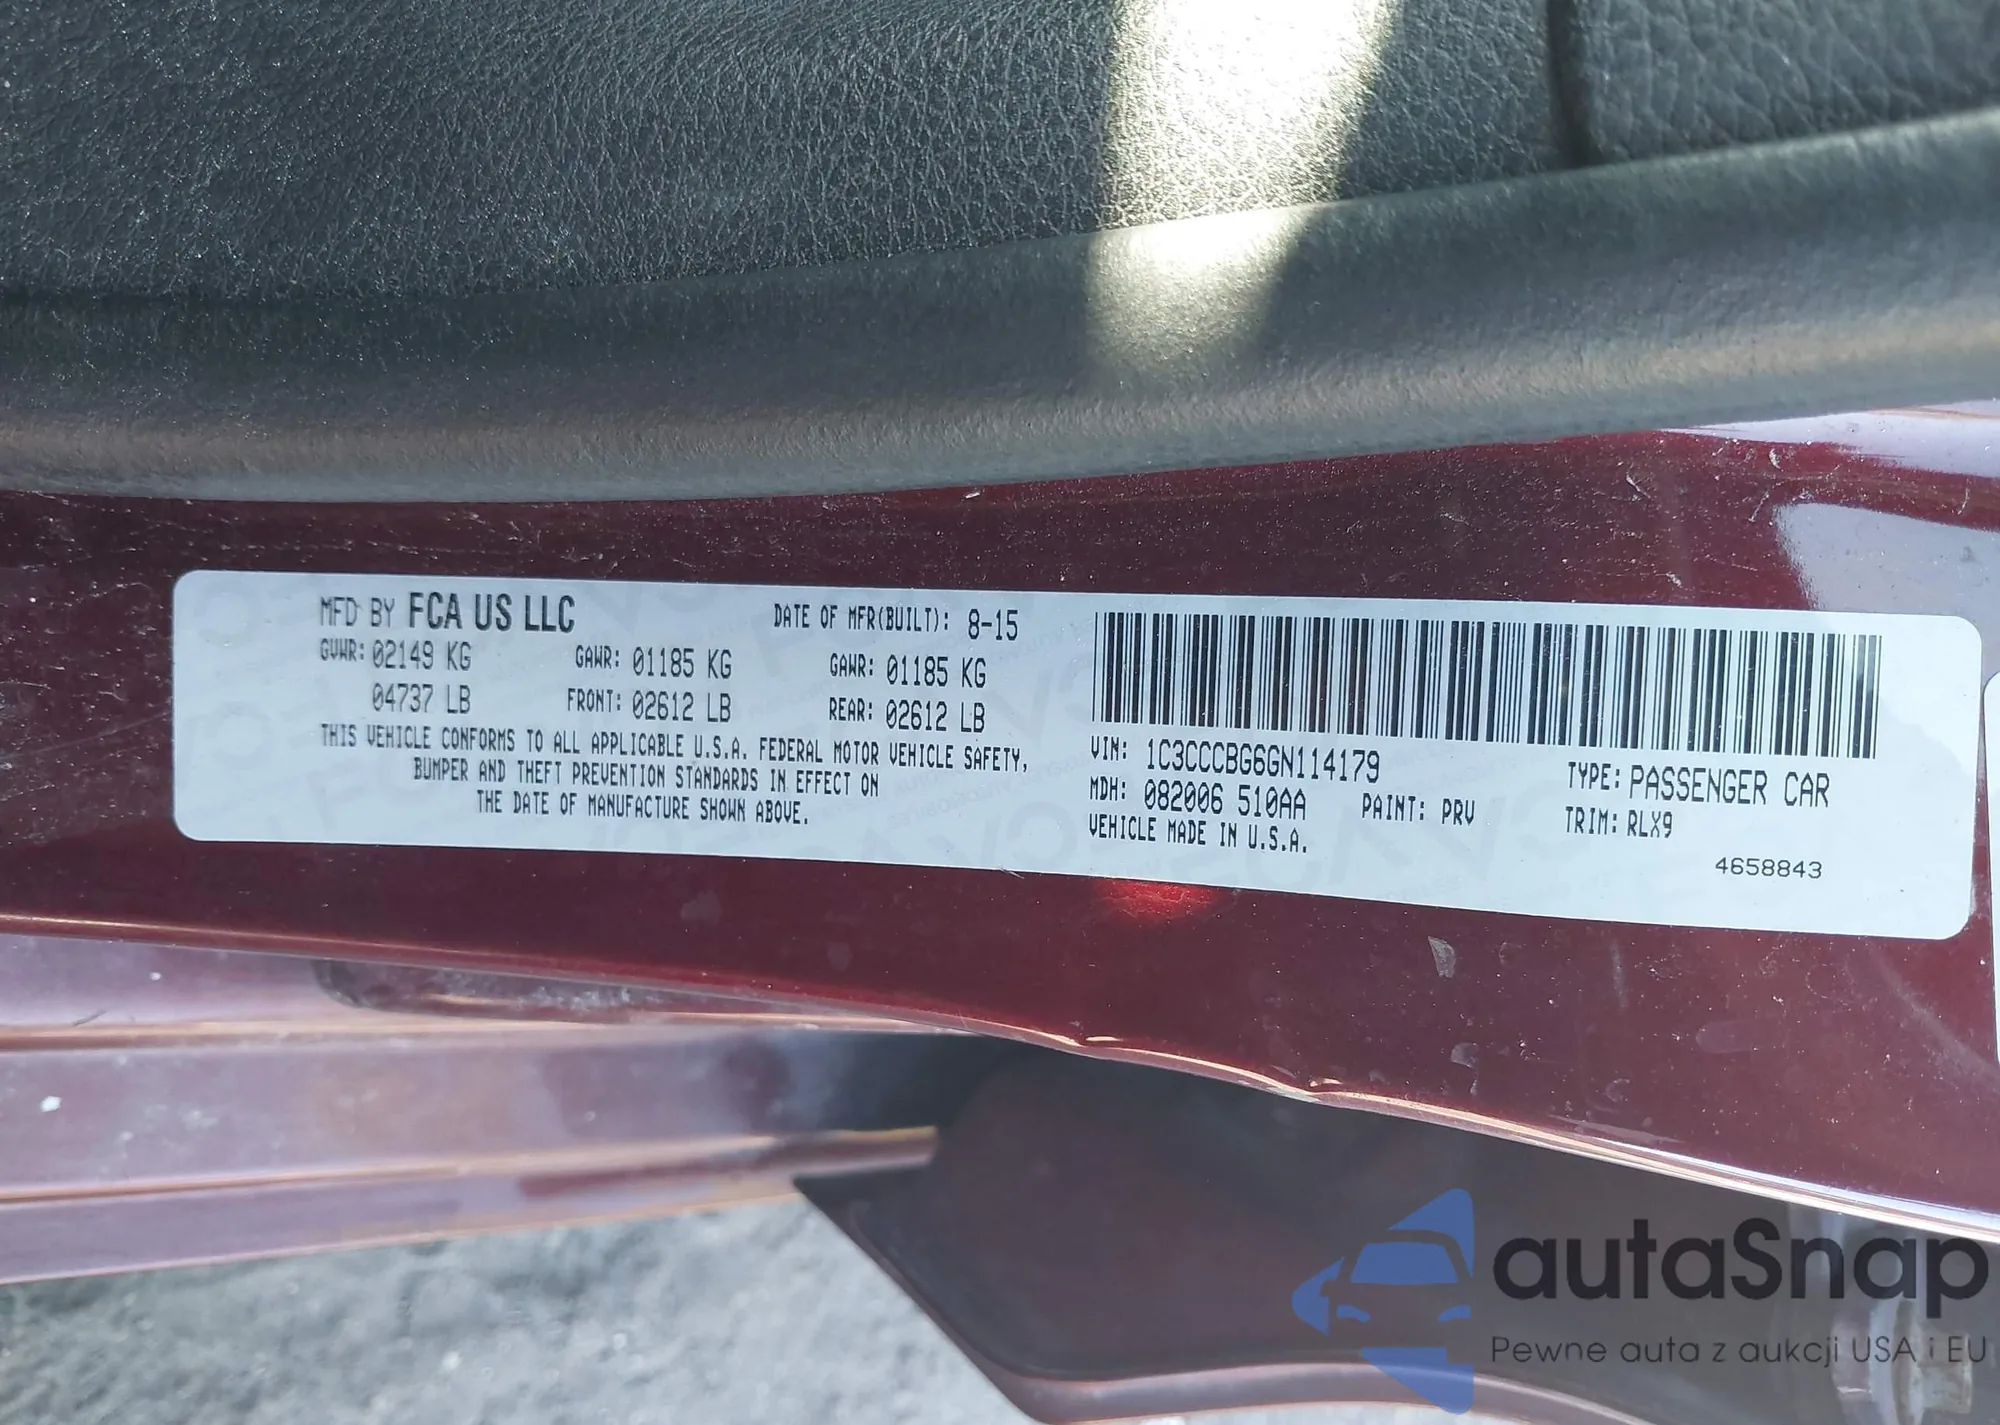 MFD BY FCA US LLC DATE OF MFR(BUILT): 8-15
GVWR: 02149 KG GAWR: 01185 KG GAWR: 01185 KG
04737 LB FRONT: 02612 LB REAR: 02612 LB
THIS VEHICLE CONFORMS TO ALL APPLICABLE U.S.A. FEDERAL MOTOR VEHICLE SAFETY,
BUMPER AND THEFT PREVENTION STANDARDS IN EFFECT ON
THE DATE OF MANUFACTURE SHOWN ABOVE.
VIN: 1C3CCCBG6GN114179 TYPE: PASSENGER CAR
MDH: 082006 510AA PAINT: PRV TRIM: RLX9
VEHICLE MADE IN U.S.A.
4658843
autaSnap
Pewne auta z aukcji USA i EU